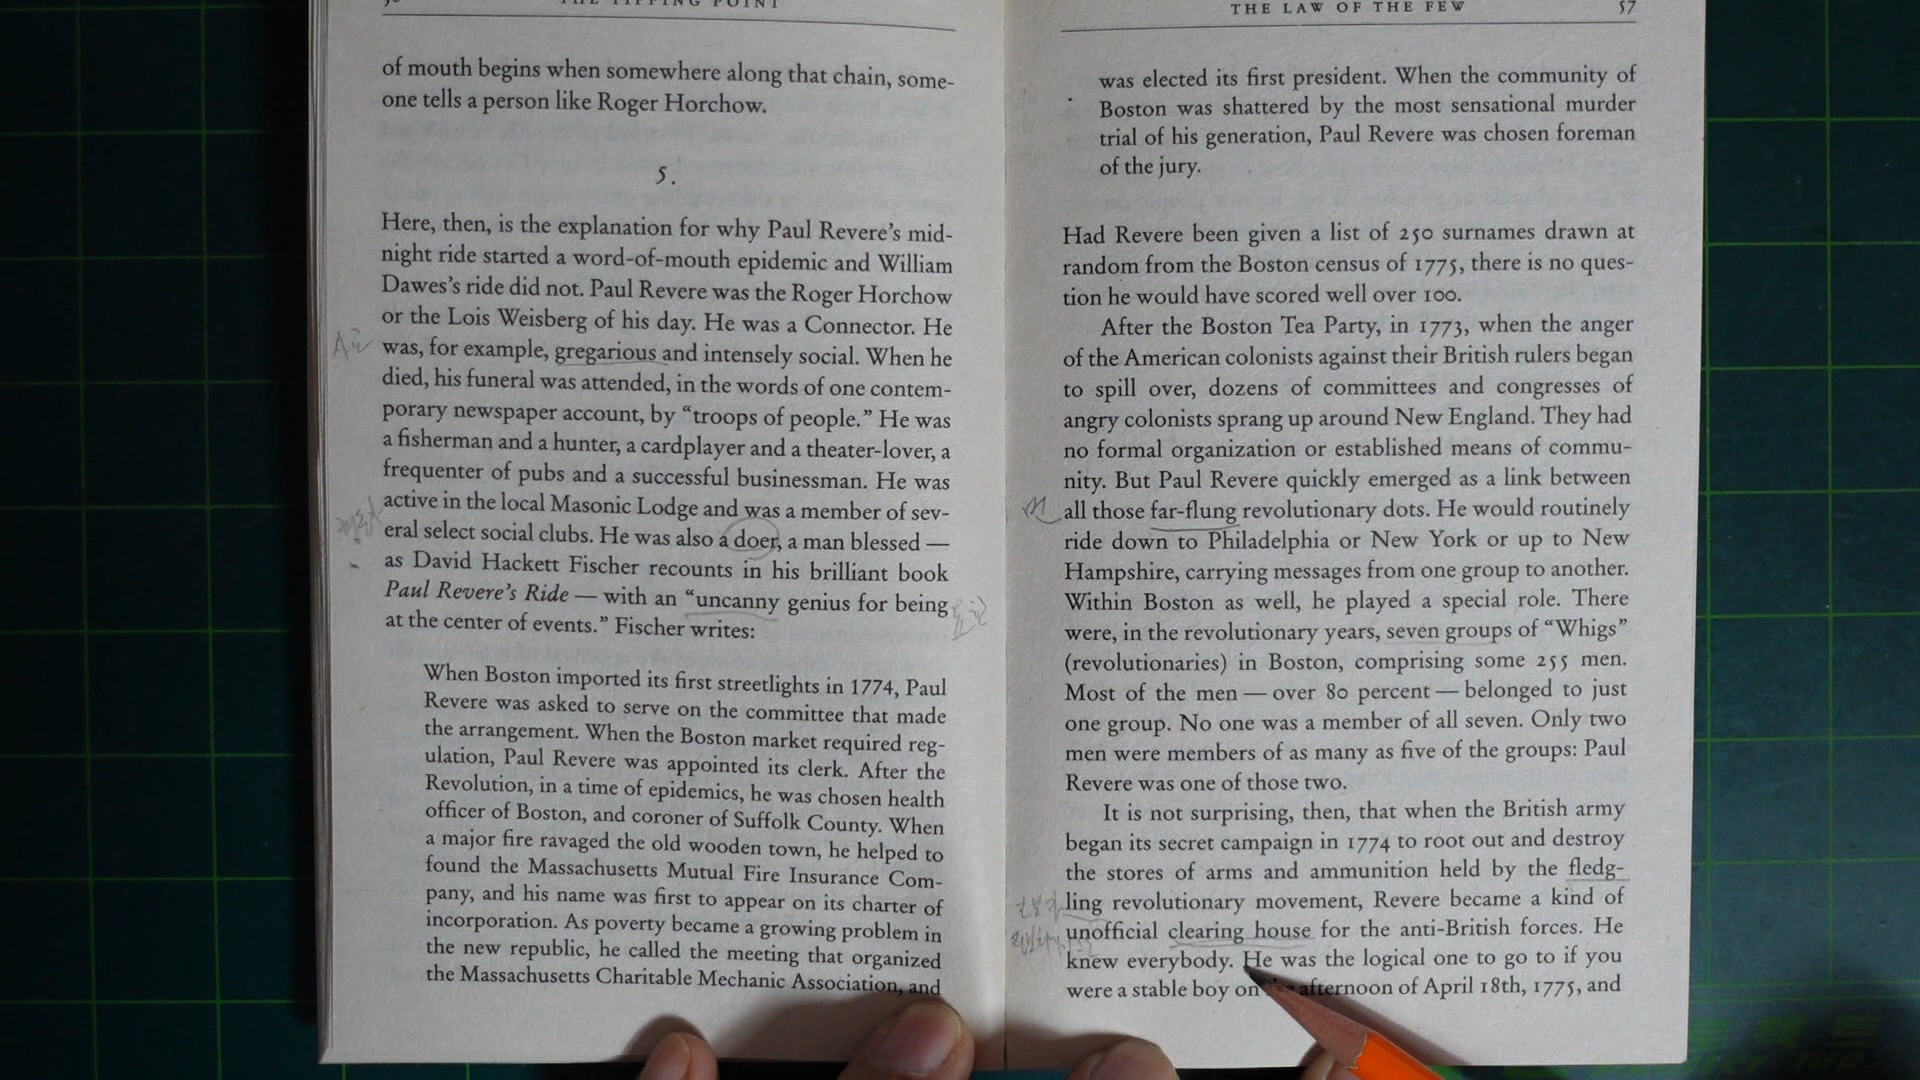 THE TIPPING POINT
of mouth begins when somewhere along that chain, some-
one tells a person like Roger Horchow.
5.
Here, then, is the explanation for why Paul Revere's mid-
night ride started a word-of-mouth epidemic and William
Dawes's ride did not. Paul Revere was the Roger Horchow
or the Lois Weisberg of his day. He was a Connector. He
was, for example, gregarious and intensely social. When he
died, his funeral was attended, in the words of one contem-
porary newspaper account, by “troops of people.” He was
a fisherman and a hunter, a cardplayer and a theater-lover, a
frequenter of pubs and a successful businessman. He was
active in the local Masonic Lodge and was a member of sev-
eral select social clubs. He was also a doer, a man blessed —
as David Hackett Fischer recounts in his brilliant book
Paul Revere's Ride — with an “uncanny genius for being
at the center of events.” Fischer writes:
When Boston imported its first streetlights in 1774, Paul
Revere was asked to serve on the committee that made
the arrangement. When the Boston market required reg-
ulation, Paul Revere was appointed its clerk. After the
Revolution, in a time of epidemics, he was chosen health
officer of Boston, and coroner of Suffolk County. When
a major fire ravaged the old wooden town, he helped to
found the Massachusetts Mutual Fire Insurance Com-
pany, and his name was first to appear on its charter of
incorporation. As poverty became a growing problem in
the new republic, he called the meeting that organized
the Massachusetts Charitable Mechanic Association, and
THE LAW OF THE FEW 57
was elected its first president. When the community of
Boston was shattered by the most sensational murder
trial of his generation, Paul Revere was chosen foreman
of the jury.
Had Revere been given a list of 250 surnames drawn at
random from the Boston census of 1775, there is no ques-
tion he would have scored well over 100.
After the Boston Tea Party, in 1773, when the anger
of the American colonists against their British rulers began
to spill over, dozens of committees and congresses of
angry colonists sprang up around New England. They had
no formal organization or established means of commu-
nity. But Paul Revere quickly emerged as a link between
all those far-flung revolutionary dots. He would routinely
ride down to Philadelphia or New York or up to New
Hampshire, carrying messages from one group to another.
Within Boston as well, he played a special role. There
were, in the revolutionary years, seven groups of “Whigs”
(revolutionaries) in Boston, comprising some 255 men.
Most of the men — over 80 percent — belonged to just
one group. No one was a member of all seven. Only two
men were members of as many as five of the groups: Paul
Revere was one of those two.
It is not surprising, then, that when the British army
began its secret campaign in 1774 to root out and destroy
the stores of arms and ammunition held by the fledg-
ling revolutionary movement, Revere became a kind of
unofficial clearing house for the anti-British forces. He
knew everybody. He was the logical one to go to if you
were a stable boy on afternoon of April 18th, 1775, and